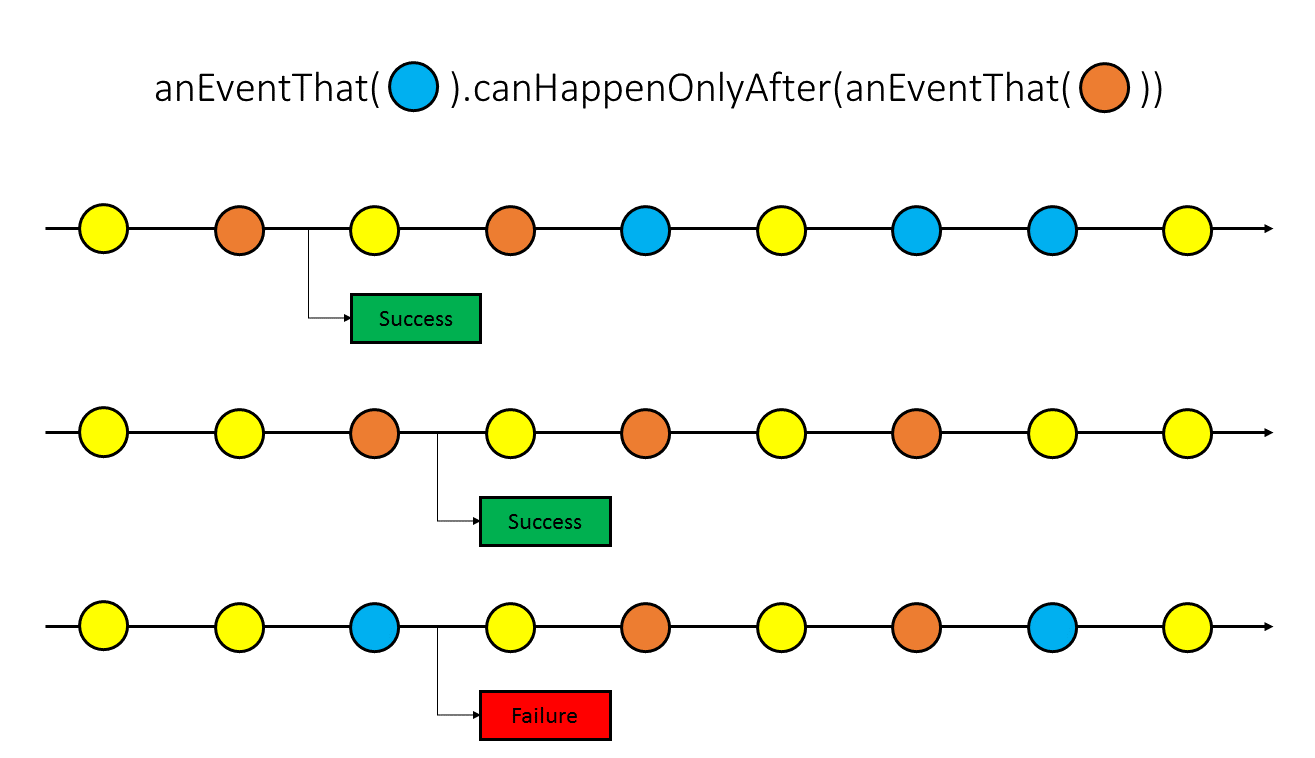 anEventThat( ).canHappenOnlyAfter(anEventThat( ))
Success
Success
Failure